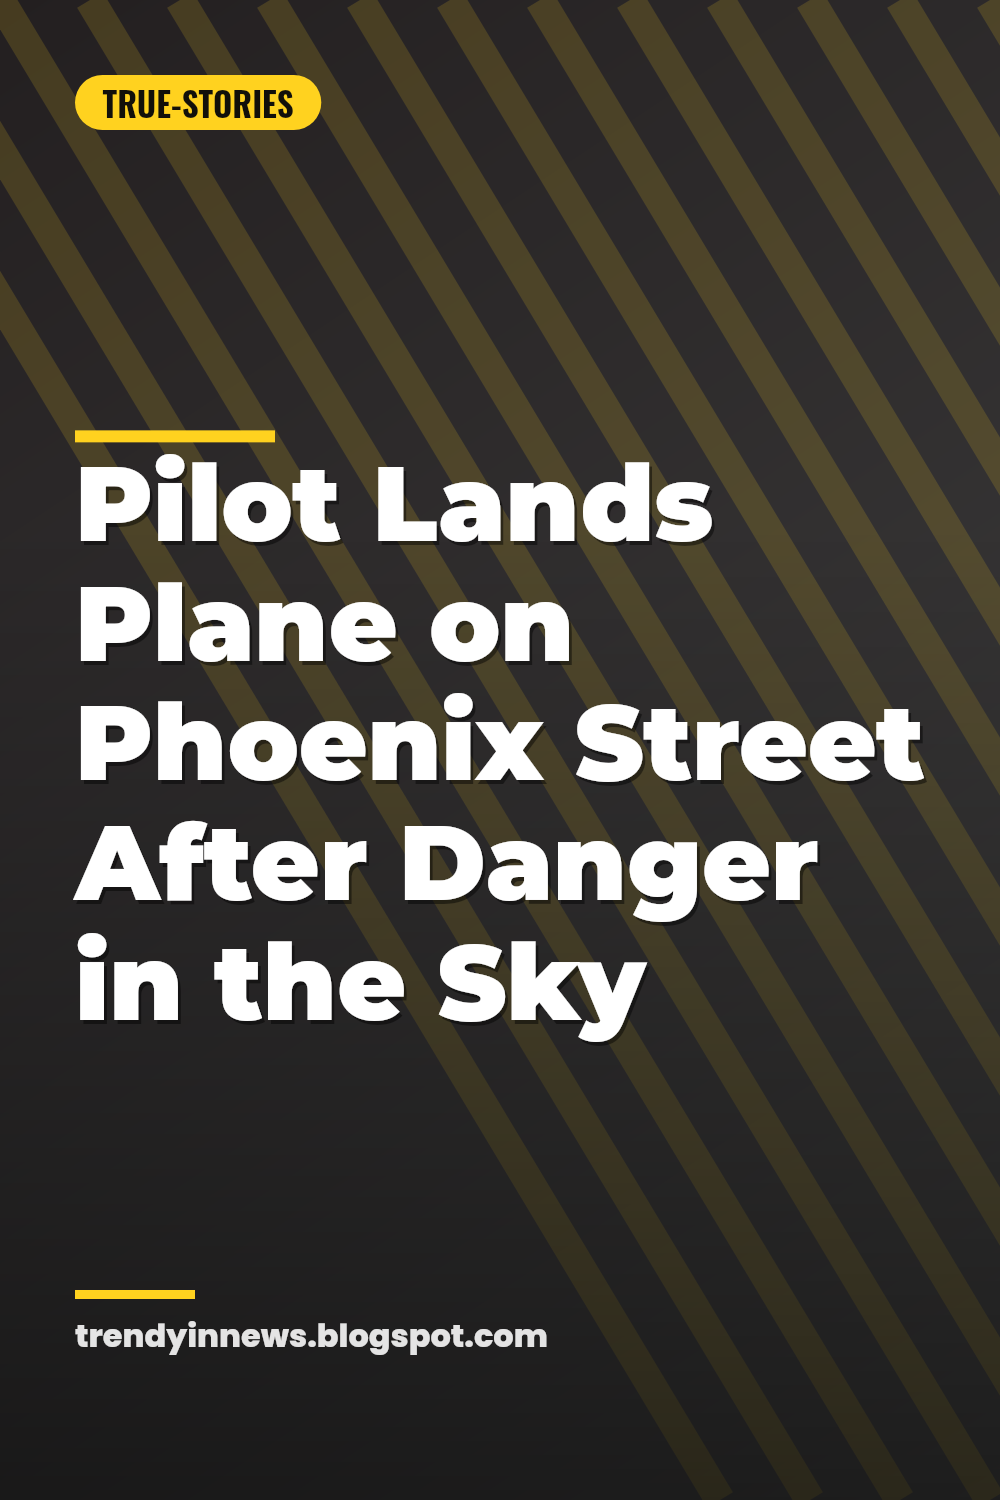 TRUE-STORIES
Pilot Lands
Plane on
Phoenix Street
After Danger
in the Sky
trendyinnews.blogspot.com